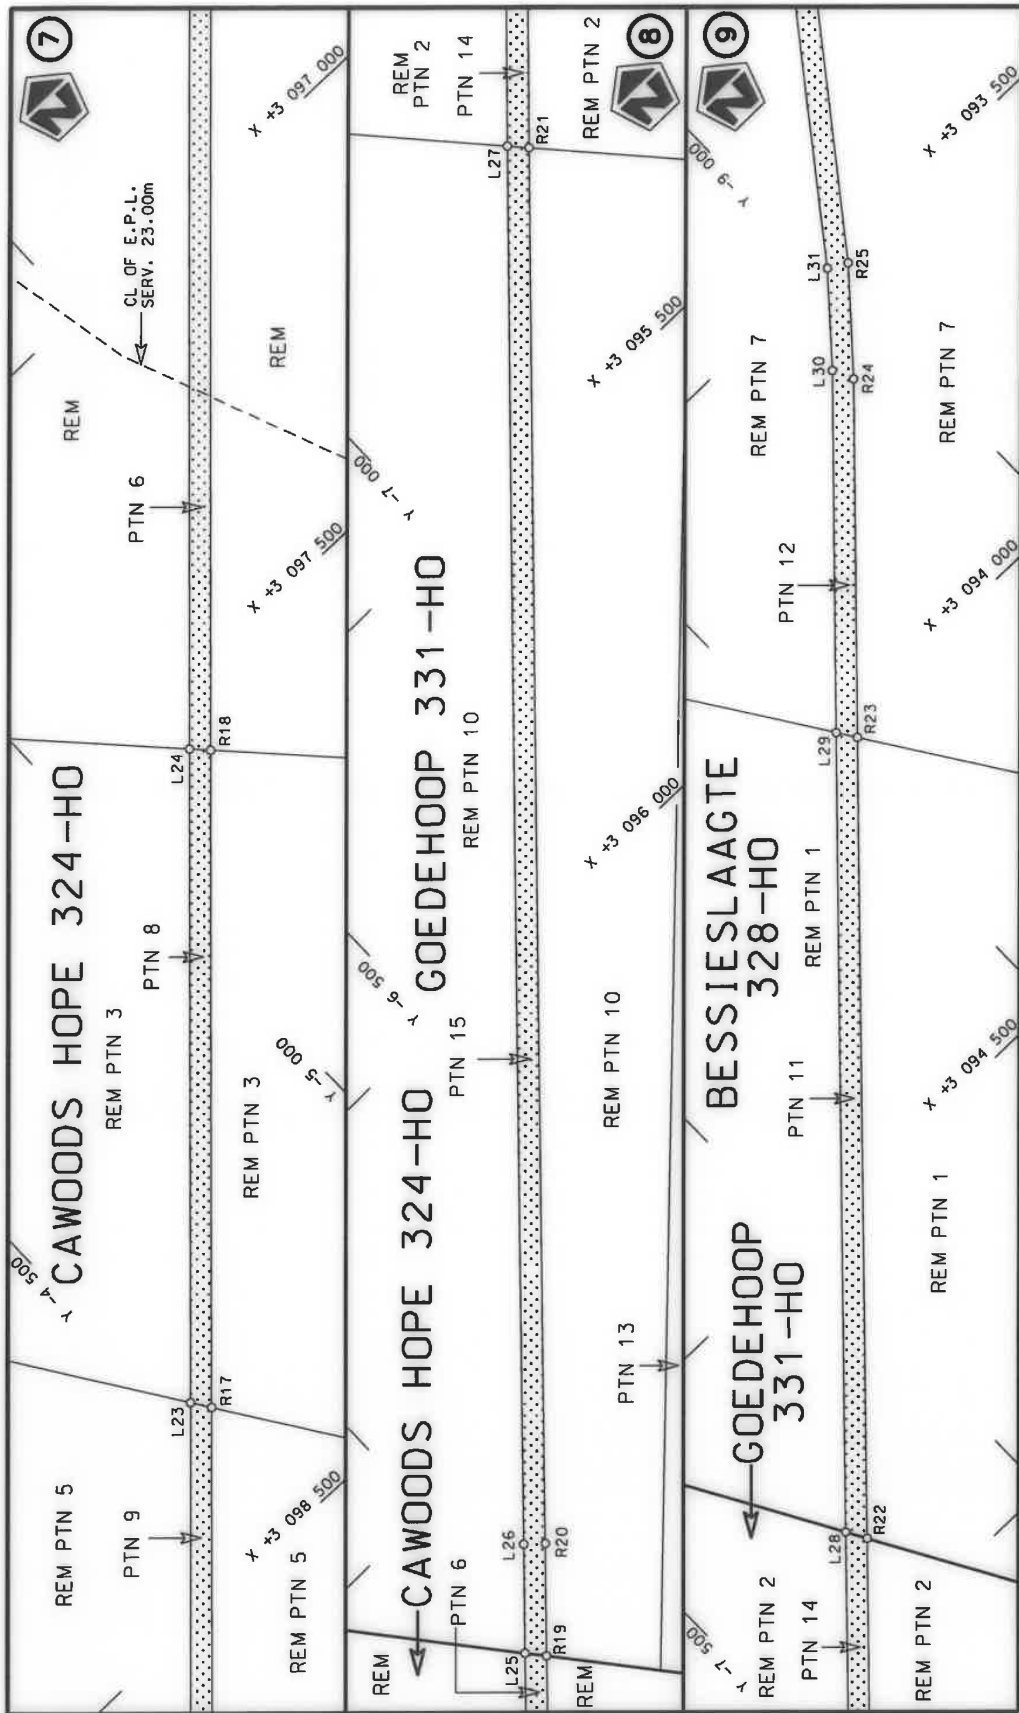 7
CL OF E.P.L.
SERV. 23.00m
X +3 097 000
REM
REM
PTN 6
X +3 097 500
L24
R18
CAWOODS HOPE 324-HO
PTN 8
REM PTN 3
REM PTN 3
Y -5 000
Y -4 500
L23
R17
REM PTN 5
PTN 9
X +3 098 500
REM PTN 5
8
REM
PTN 2
PTN 14
REM PTN 2
L27
R21
X +3 095 500
Y -7 000
GOEDEHOOP 331-HO
REM PTN 10
X +3 096 000
Y -6 500
PTN 15
REM PTN 10
CAWOODS HOPE 324-HO
PTN 13
L26
R20
PTN 6
L25
R19
REM
REM
9
X +3 093 500
Y -9 000
L31
R25
L30
R24
REM PTN 7
REM PTN 7
PTN 12
X +3 094 000
L29
R23
BESSIESLAAGTE
328-HO
REM PTN 1
PTN 11
X +3 094 500
REM PTN 1
GOEDEHOOP
331-HO
L28
R22
Y -7 500
REM PTN 2
PTN 14
REM PTN 2